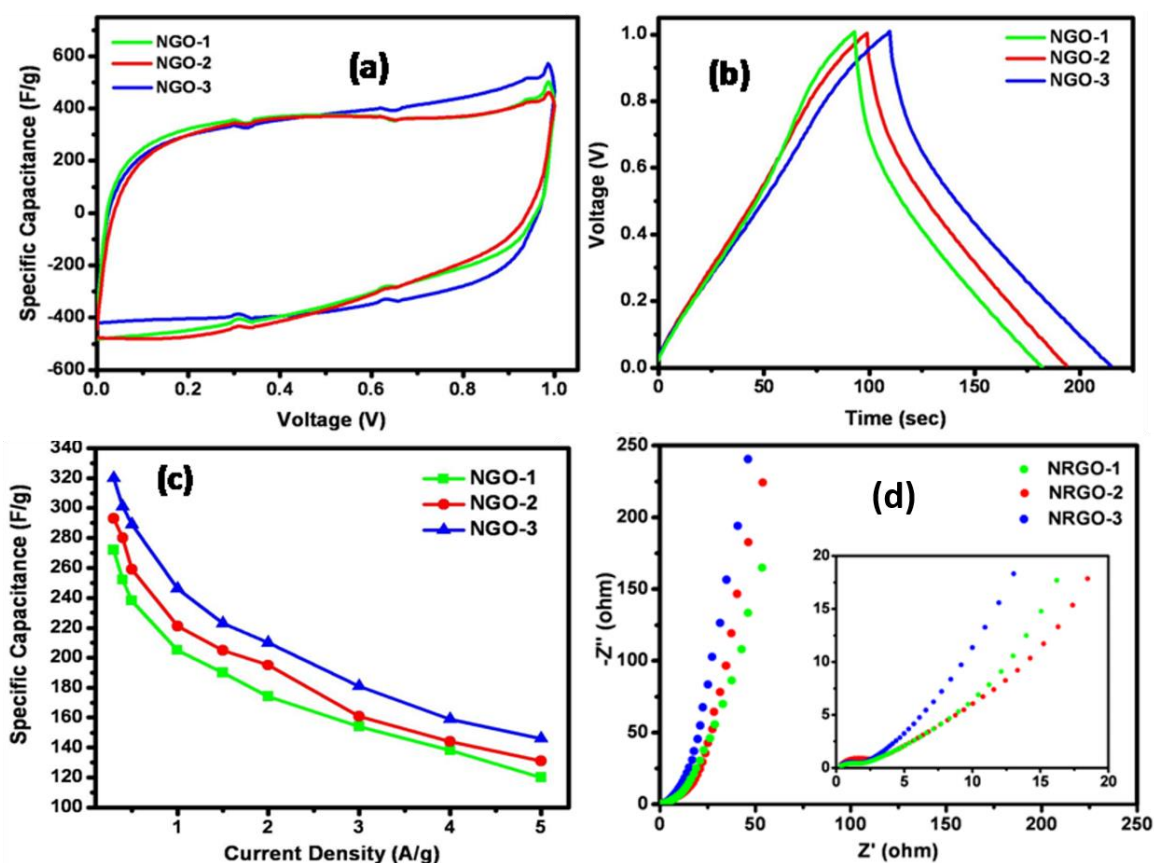 (a)
NGO-1
NGO-2
NGO-3
Specific Capacitance (F/g)
600
400
200
0
-200
-400
-600
0.0 0.2 0.4 0.6 0.8 1.0
Voltage (V)
(b)
NGO-1
NGO-2
NGO-3
Voltage (V)
1.0
0.8
0.6
0.4
0.2
0.0
0 50 100 150 200
Time (sec)
(c)
NGO-1
NGO-2
NGO-3
Specific Capacitance (F/g)
340
320
300
280
260
240
220
200
180
160
140
120
100
1 2 3 4 5
Current Density (A/g)
(d)
NRGO-1
NRGO-2
NRGO-3
-Z'' (ohm)
250
200
150
100
50
0
0 25 50 75 100 125 150 175 200 225 250
Z' (ohm)
20
15
10
5
0
0 5 10 15 20